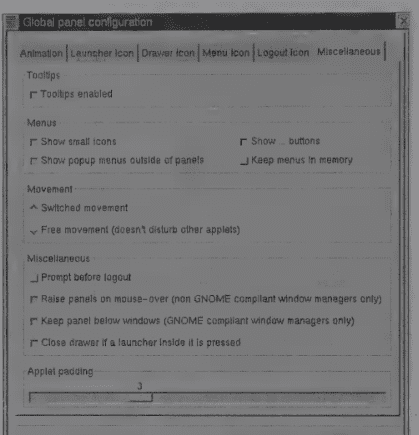 Global panel configuration
Animation Launcher icon Drawer icon Menu icon Logout icon Miscellaneous
Tooltips
Tooltips enabled
Menus
Show small icons
Show ... buttons
Show popup menus outside of panels
Keep menus in memory
Movement
Switched movement
Free movement (doesn't disturb other applets)
Miscellaneous
Prompt before logout
Raise panels on mouse-over (non GNOME compliant window managers only)
Keep panel below windows (GNOME compliant window managers only)
Close drawer if a launcher inside it is pressed
Applet padding
3